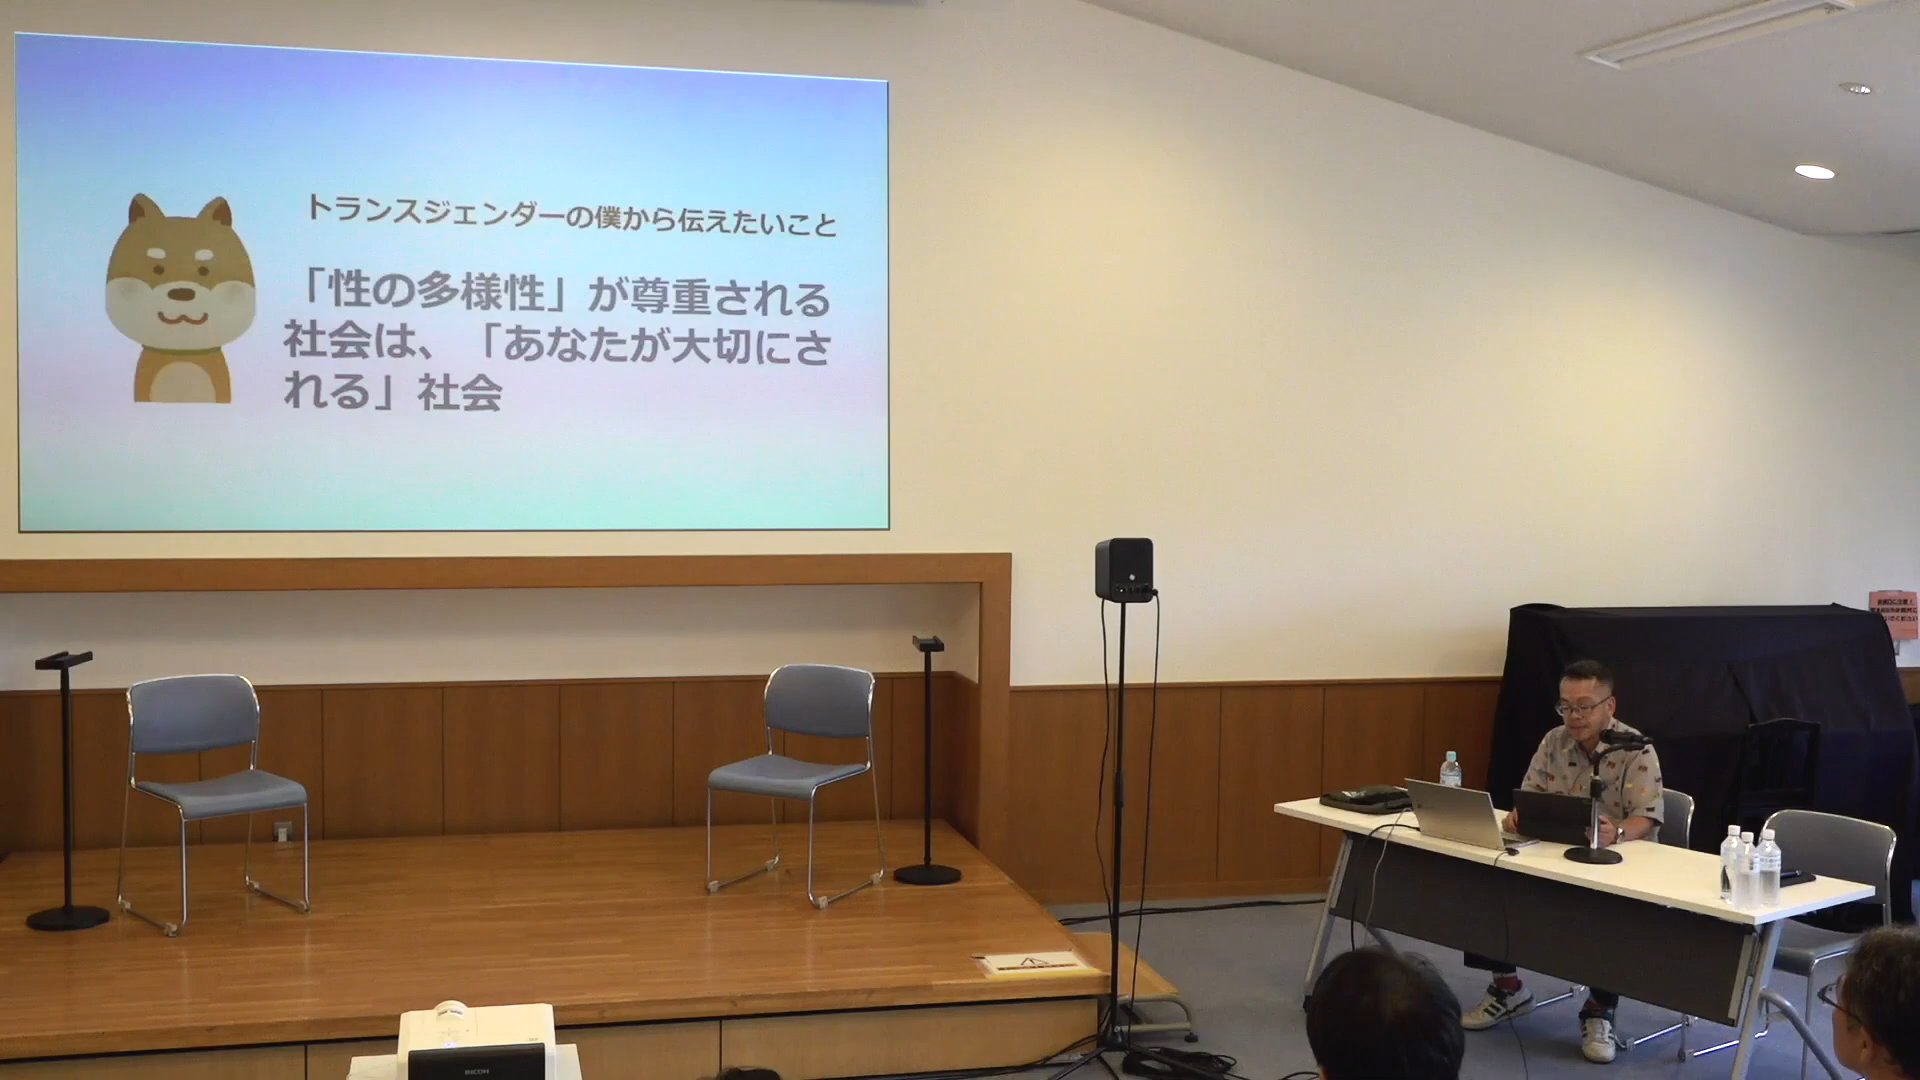 トランスジェンダーの僕から伝えたいこと
「性の多様性」が尊重される
社会は、「あなたが大切にさ
れる」社会
RICOH